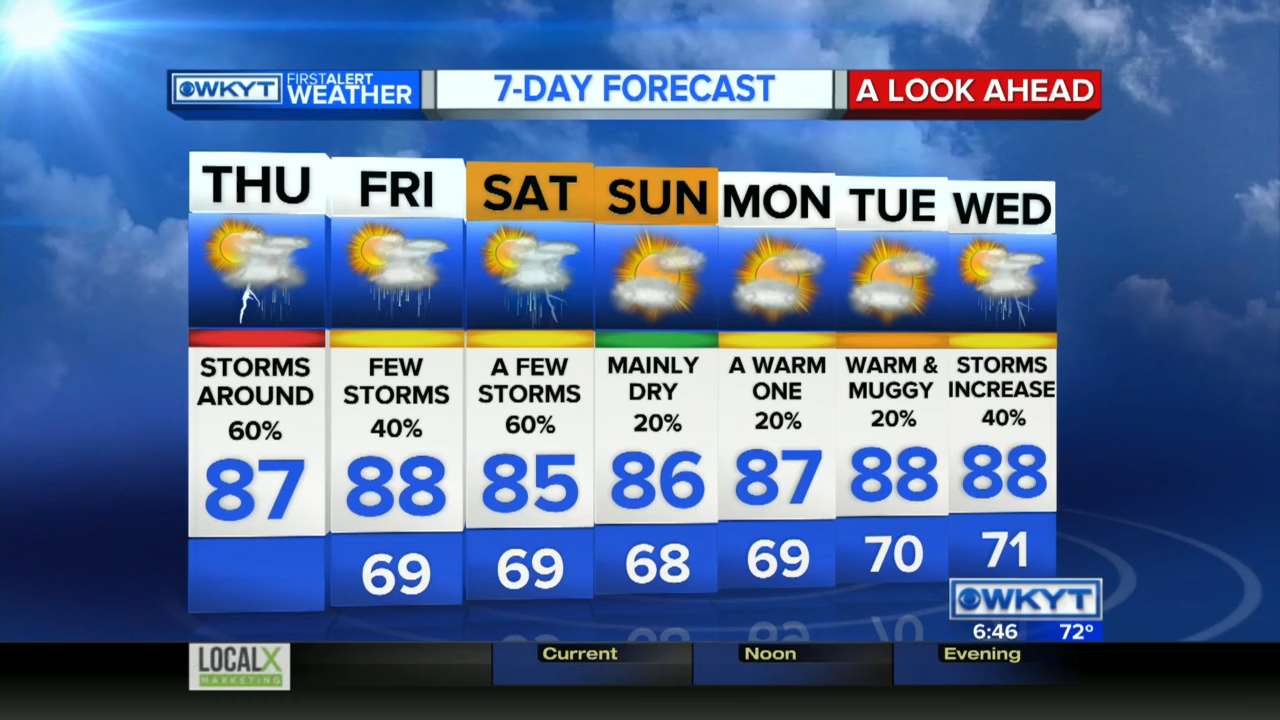 WKYT FIRST ALERT WEATHER
7-DAY FORECAST
A LOOK AHEAD
THU FRI SAT SUN MON TUE WED
STORMS AROUND
60%
87
FEW STORMS
40%
88
69
A FEW STORMS
60%
85
69
MAINLY DRY
20%
86
68
A WARM ONE
20%
87
69
WARM & MUGGY
20%
88
70
STORMS INCREASE
40%
88
71
WKYT
6:46 72°
LOCALX
MARKETING
Current Noon Evening